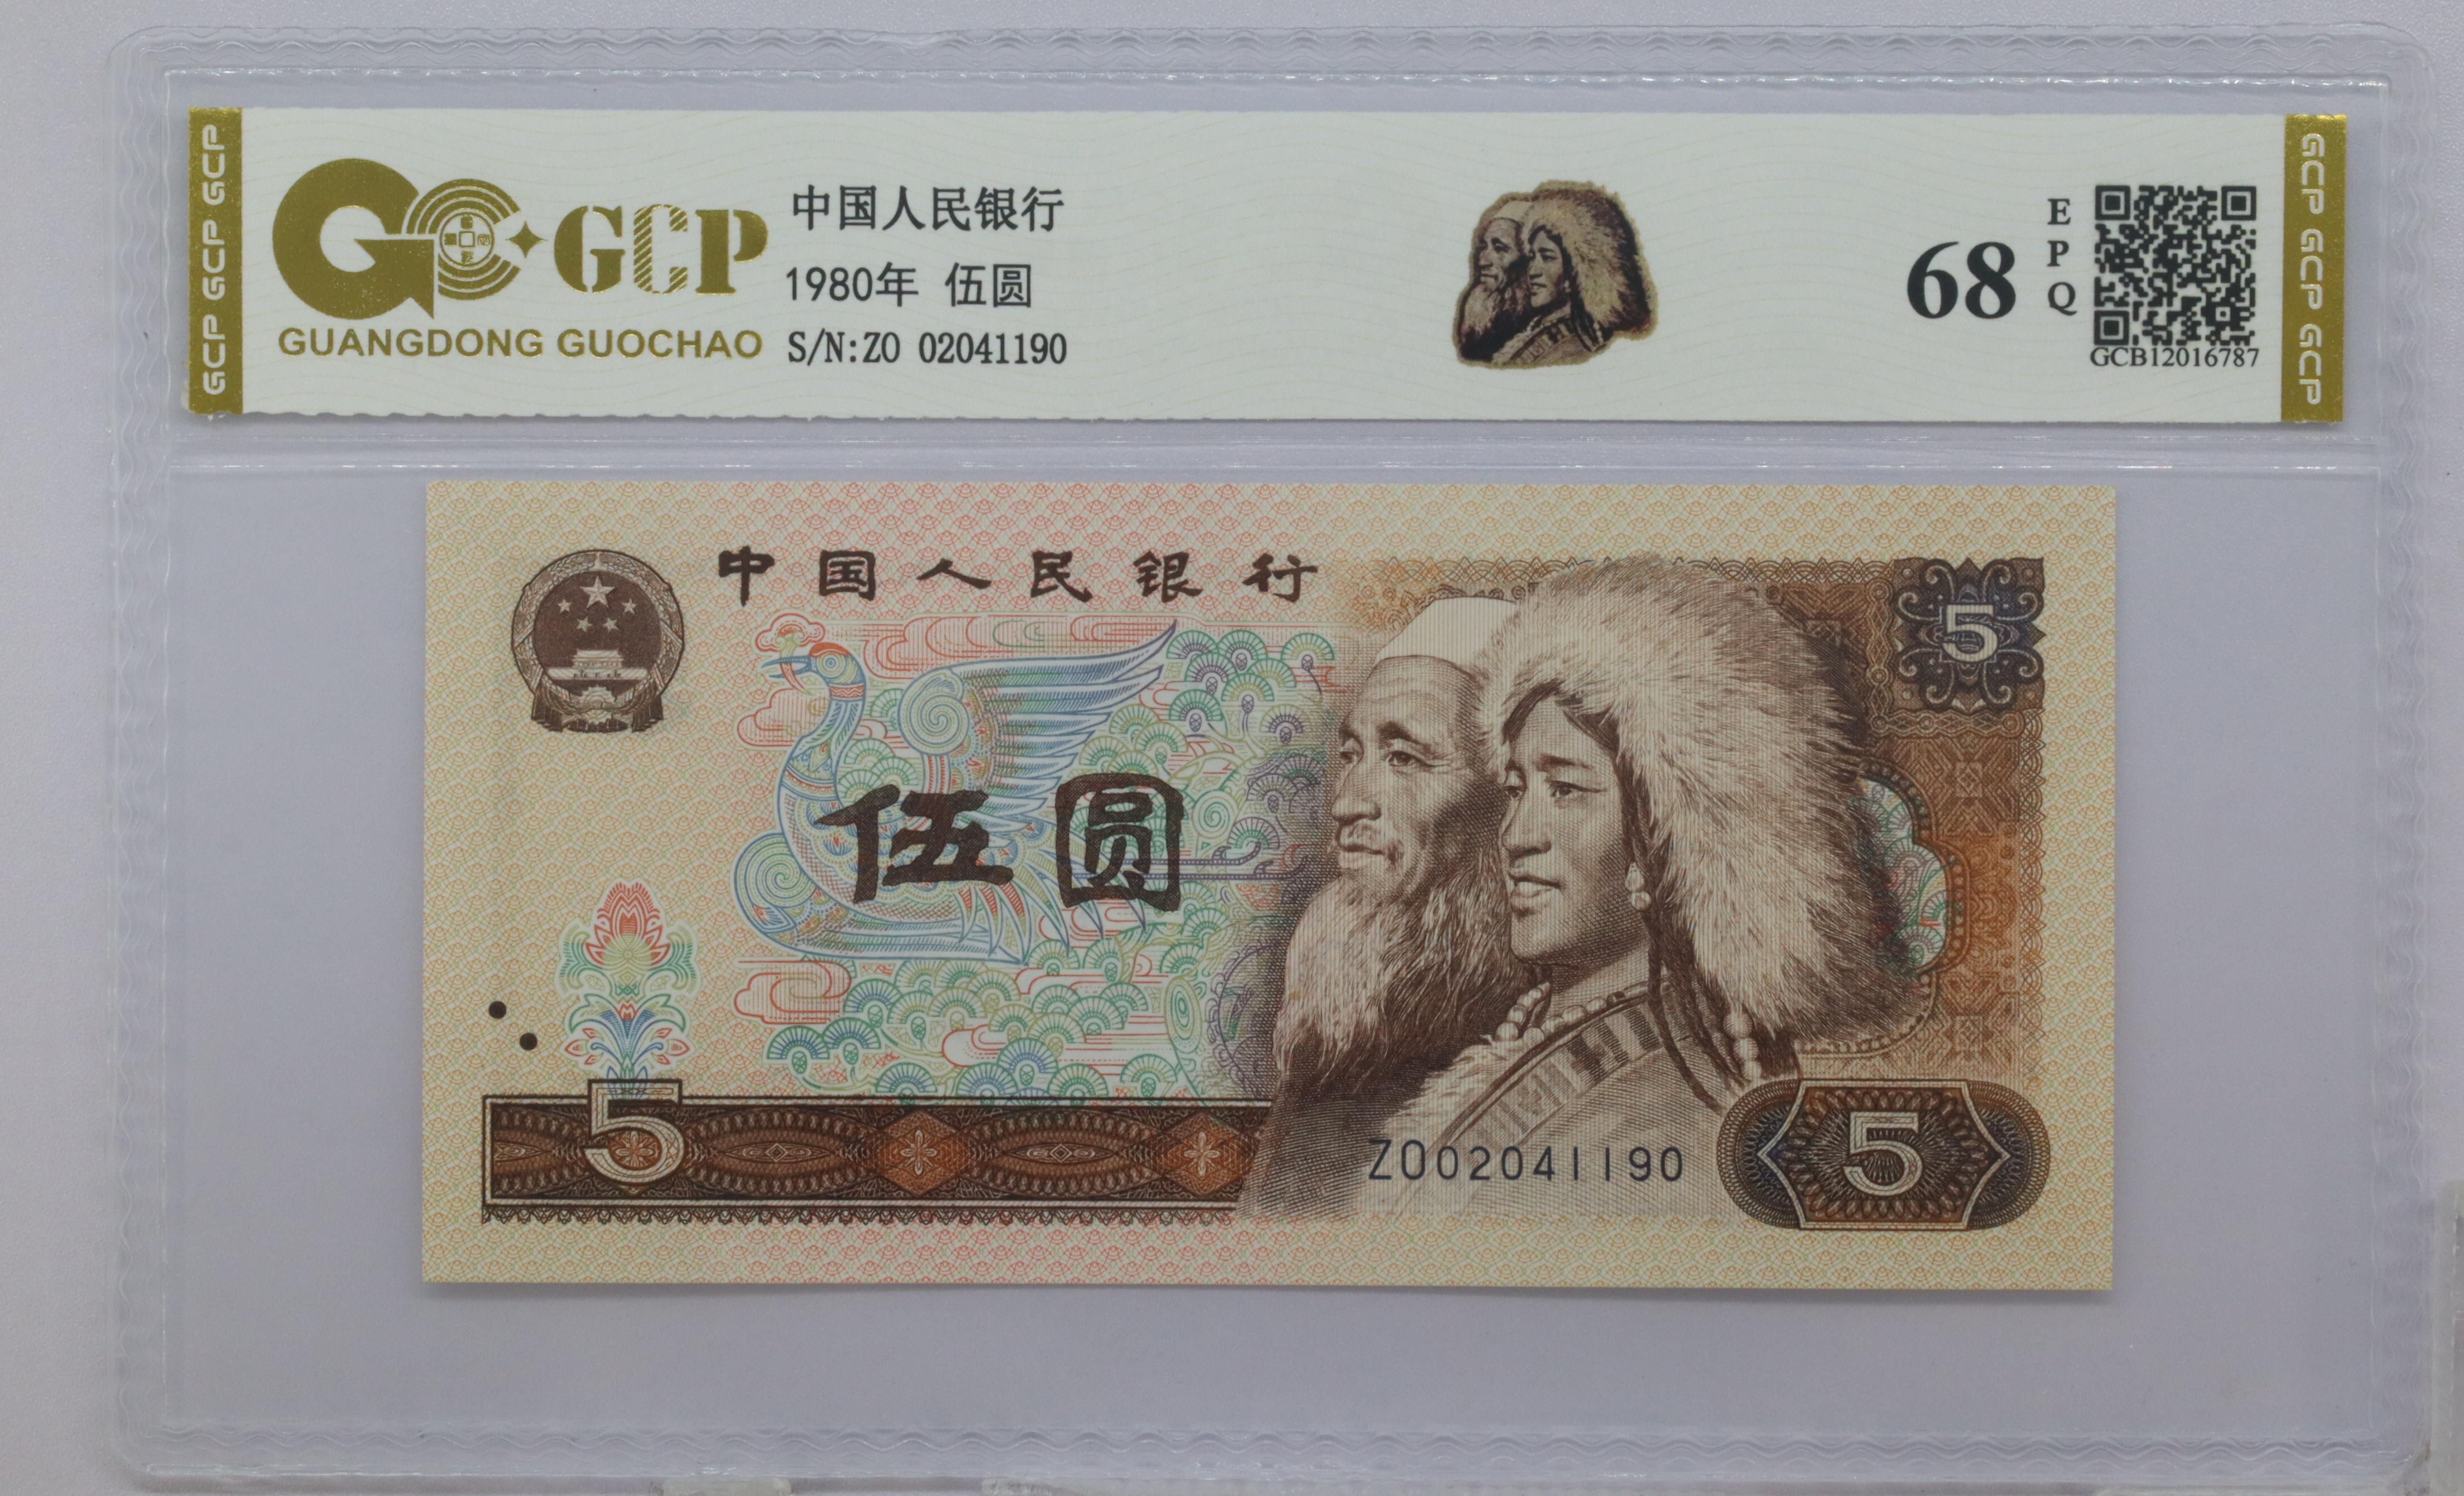 GCP GCP GCP
GCP
GUANGDONG GUOCHAO
中国人民银行
1980年 伍圆
S/N:ZO 02041190
68
EPQ
GCB12016787
GCP GCP GCP
中国人民银行
5
伍圆
5
ZO02041190
5